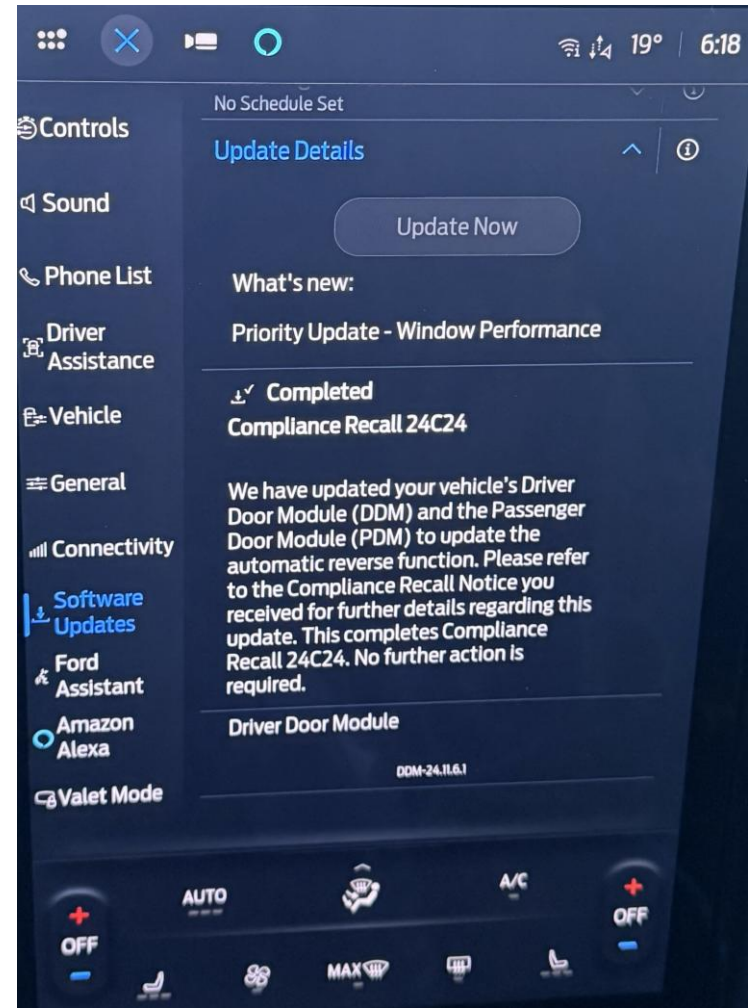 19° 6:18
No Schedule Set
Update Details
Update Now
What's new:
Priority Update - Window Performance
Completed
Compliance Recall 24C24
We have updated your vehicle's Driver
Door Module (DDM) and the Passenger
Door Module (PDM) to update the
automatic reverse function. Please refer
to the Compliance Recall Notice you
received for further details regarding this
update. This completes Compliance
Recall 24C24. No further action is
required.
Driver Door Module
DDM-24.11.6.1
Controls
Sound
Phone List
Driver
Assistance
Vehicle
General
Connectivity
Software
Updates
Ford
Assistant
Amazon
Alexa
Valet Mode
AUTO
A/C
OFF
OFF
MAX